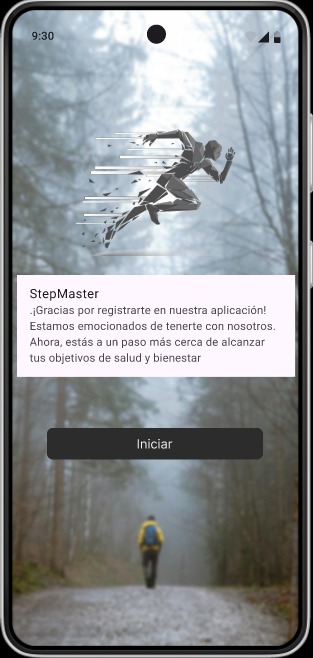 9:30
StepMaster
.¡Gracias por registrarte en nuestra aplicación!
Estamos emocionados de tenerte con nosotros.
Ahora, estás a un paso más cerca de alcanzar
tus objetivos de salud y bienestar
Iniciar